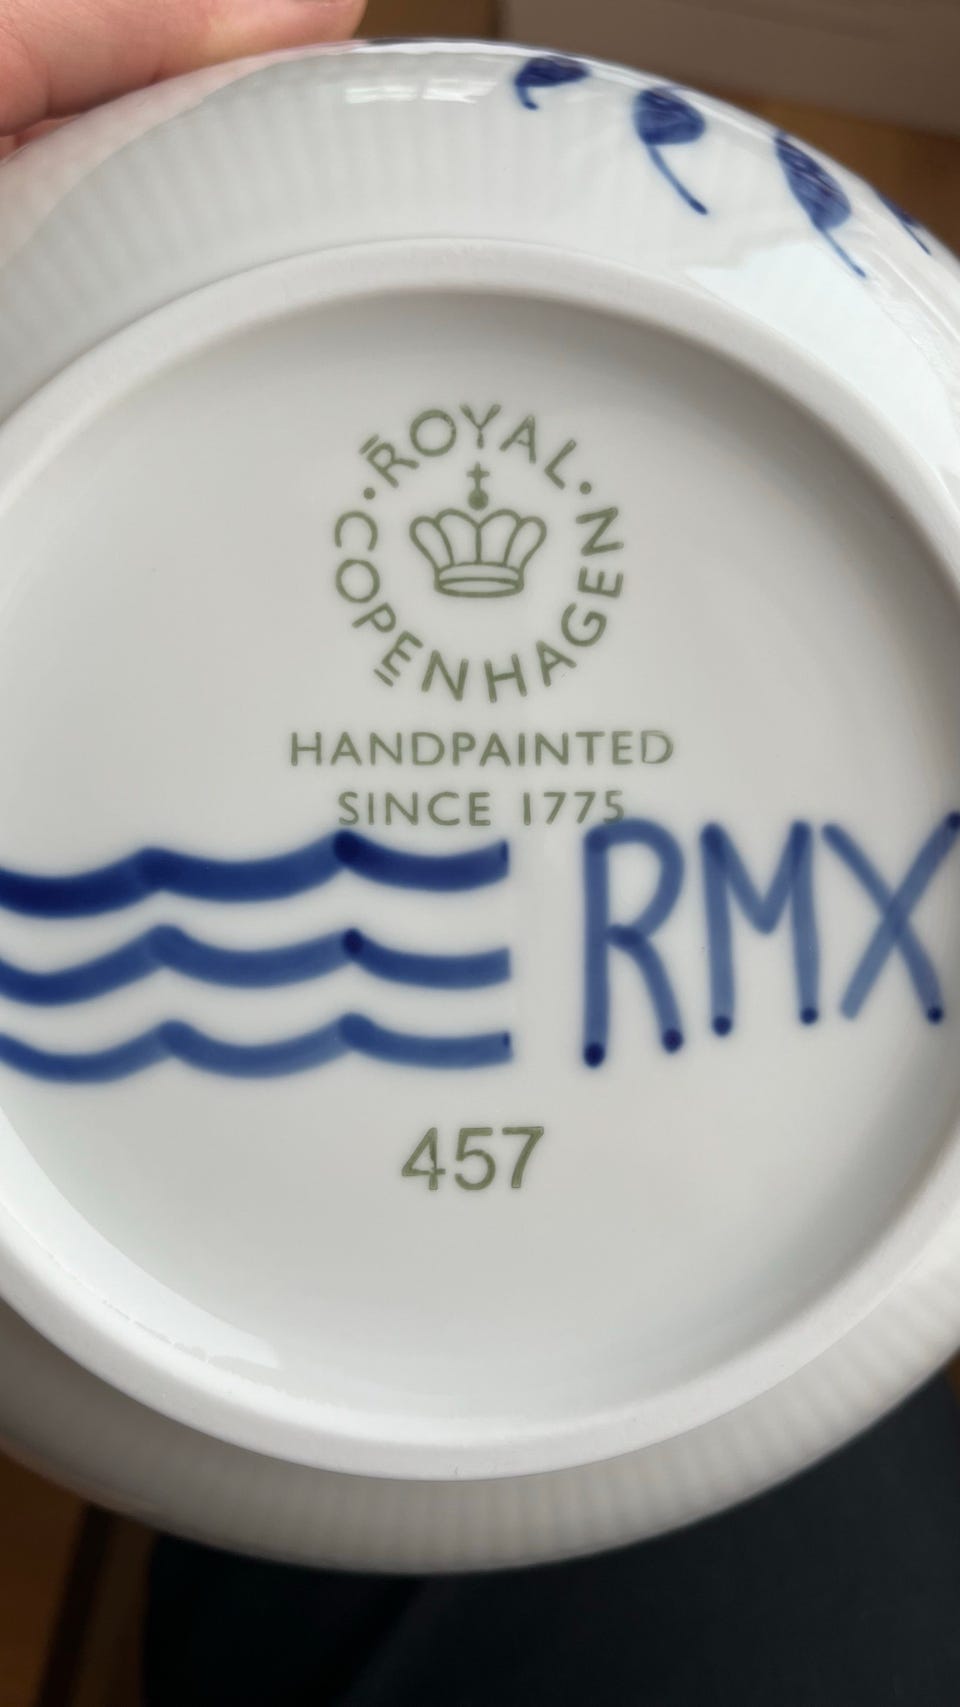 ROYAL · COPENHAGEN ·
HANDPAINTED
SINCE 1775
RMX
457